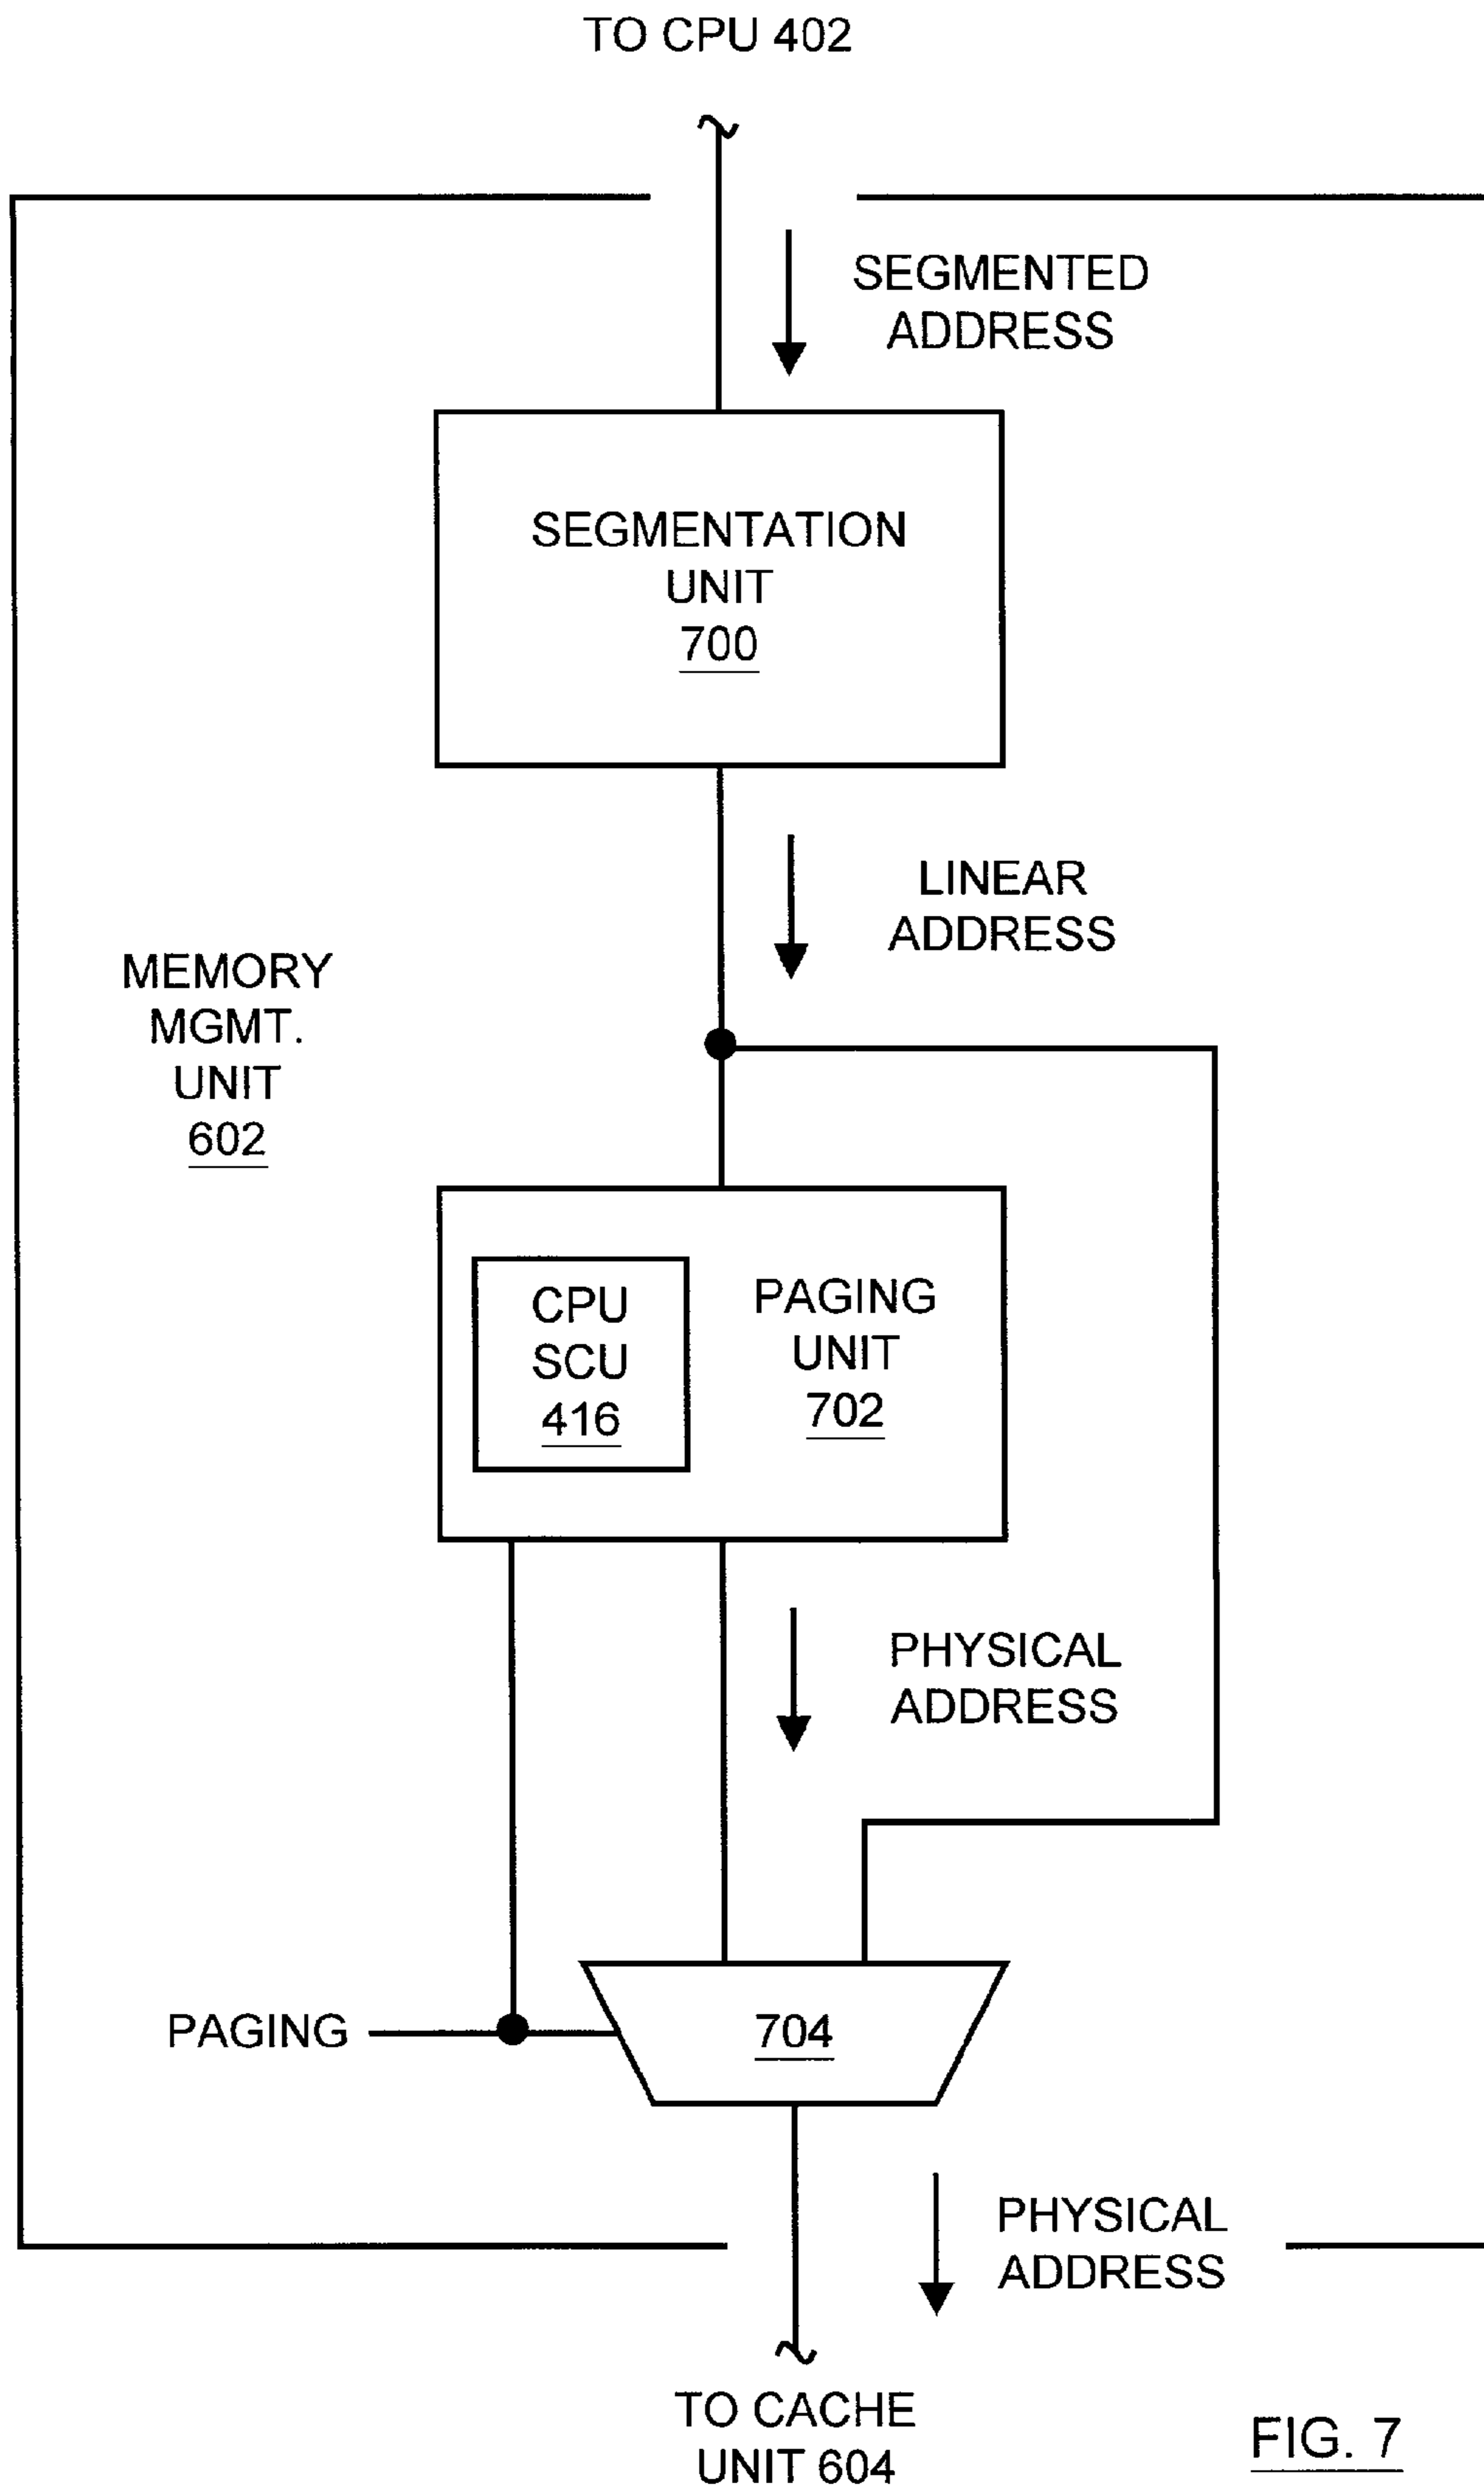 TO CPU 402
SEGMENTED
ADDRESS
SEGMENTATION
UNIT
700
LINEAR
ADDRESS
MEMORY
MGMT.
UNIT
602
CPU
SCU
416
PAGING
UNIT
702
PHYSICAL
ADDRESS
PAGING
704
PHYSICAL
ADDRESS
TO CACHE
UNIT 604
FIG. 7